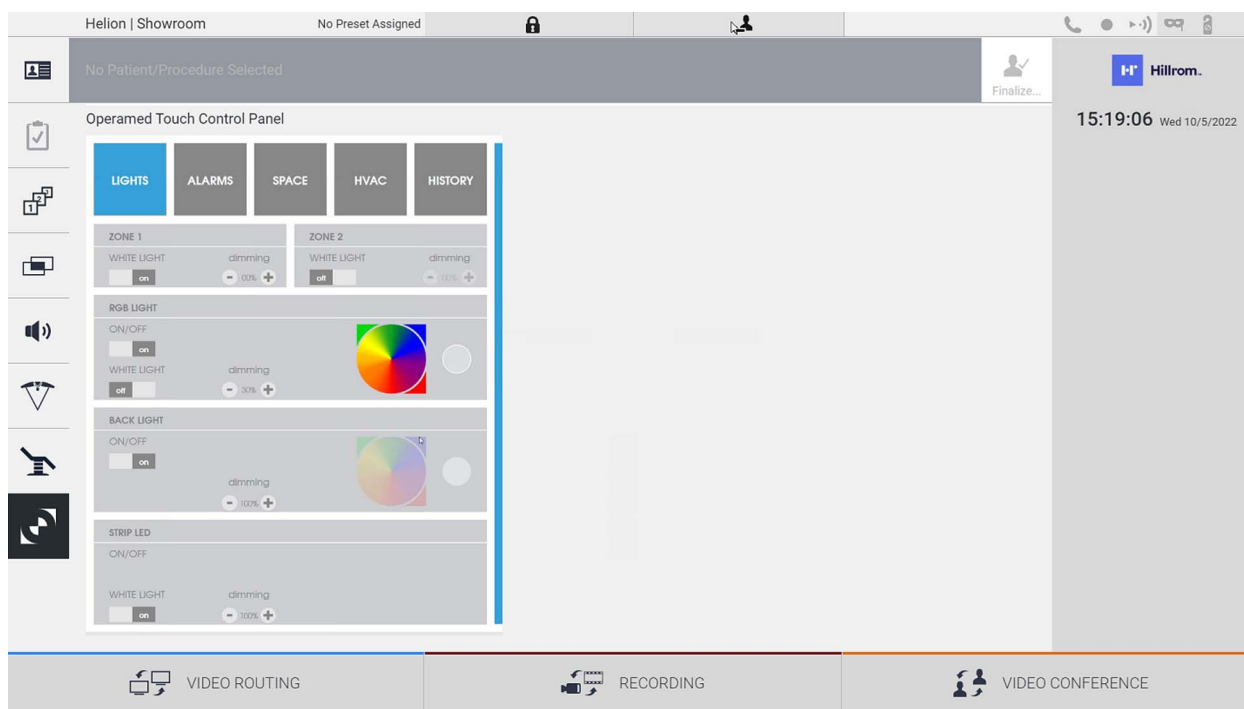 Helion | Showroom
No Preset Assigned
No Patient/Procedure Selected
Finalize...
Hillrom™
15:19:06 Wed 10/5/2022
Operamed Touch Control Panel
LIGHTS ALARMS SPACE HVAC HISTORY
ZONE 1
WHITE LIGHT dimming
on - 00% +
ZONE 2
WHITE LIGHT dimming
off - 100% +
RGB LIGHT
ON/OFF
on
WHITE LIGHT dimming
off - 30% +
BACK LIGHT
ON/OFF
on
dimming
- 100% +
STRIP LED
ON/OFF
WHITE LIGHT dimming
on - 100% +
VIDEO ROUTING
RECORDING
VIDEO CONFERENCE